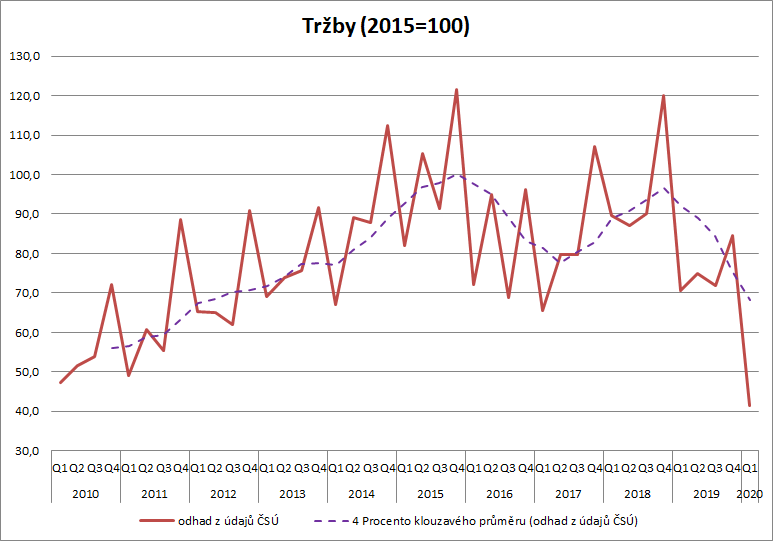 Tržby (2015=100)
130,0
120,0
110,0
100,0
90,0
80,0
70,0
60,0
50,0
40,0
30,0
Q1 Q2 Q3 Q4 Q1 Q2 Q3 Q4 Q1 Q2 Q3 Q4 Q1 Q2 Q3 Q4 Q1 Q2 Q3 Q4 Q1 Q2 Q3 Q4 Q1 Q2 Q3 Q4 Q1 Q2 Q3 Q4 Q1 Q2 Q3 Q4 Q1 Q2 Q3 Q4 Q1
2010 2011 2012 2013 2014 2015 2016 2017 2018 2019 2020
odhad z údajů ČSÚ 4 Procento klouzavého průměru (odhad z údajů ČSÚ)